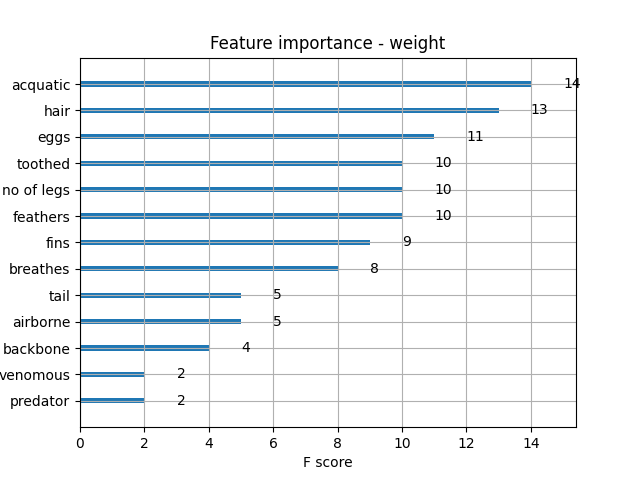 Feature importance - weight
acquatic 14
hair 13
eggs 11
toothed 10
no of legs 10
feathers 10
fins 9
breathes 8
tail 5
airborne 5
backbone 4
venomous 2
predator 2
0 2 4 6 8 10 12 14
F score